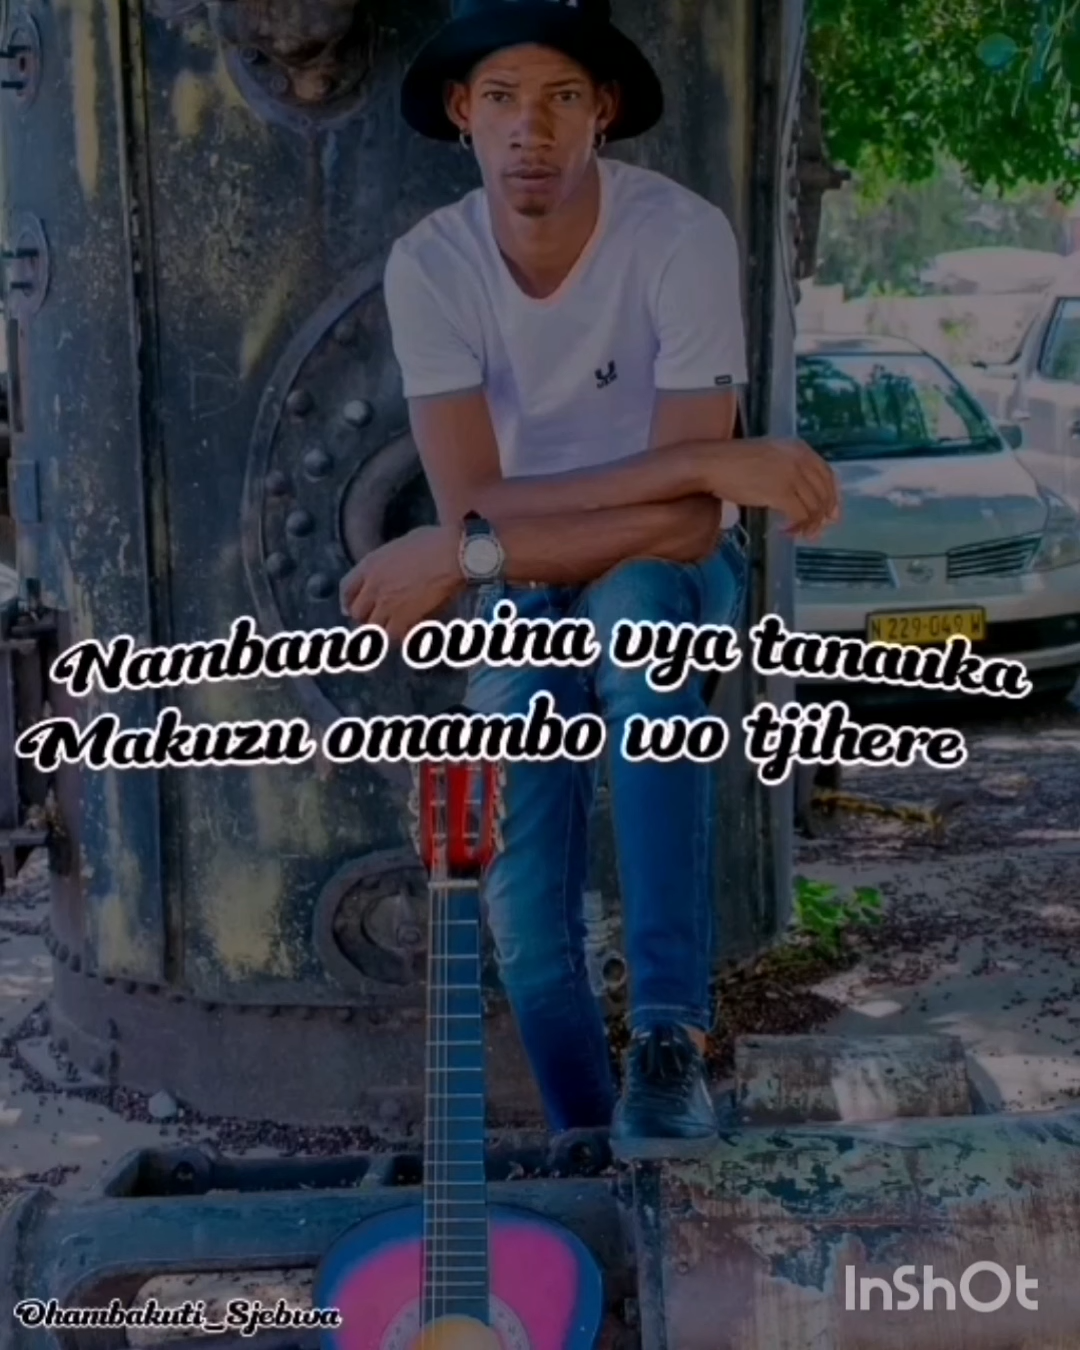 N 229-049 W
Nambano ovina vya tanauka
Makuzu omambo wo tjihere
Ohambakuti_Sjebwa
InShOt